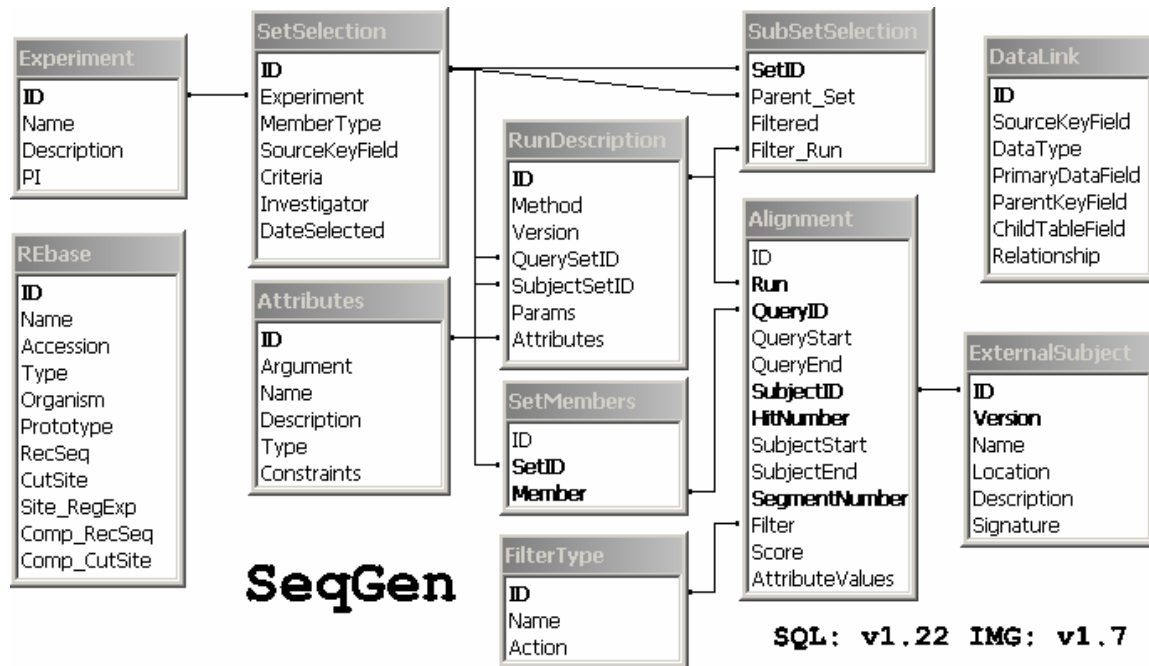 Experiment
ID
Name
Description
PI
SetSelection
ID
Experiment
MemberType
SourceKeyField
Criteria
Investigator
DateSelected
SubSetSelection
SetID
Parent_Set
Filtered
Filter_Run
DataLink
ID
SourceKeyField
DataType
PrimaryDataField
ParentKeyField
ChildTableField
Relationship
RunDescription
ID
Method
Version
QuerySetID
SubjectSetID
Params
Attributes
REbase
ID
Name
Accession
Type
Organism
Prototype
RecSeq
CutSite
Site_RegExp
Comp_RecSeq
Comp_CutSite
Attributes
ID
Argument
Name
Description
Type
Constraints
Alignment
ID
Run
QueryID
QueryStart
QueryEnd
SubjectID
HitNumber
SubjectStart
SubjectEnd
SegmentNumber
Filter
Score
AttributeValues
ExternalSubject
ID
Version
Name
Location
Description
Signature
SetMembers
ID
SetID
Member
FilterType
ID
Name
Action
SeqGen
SQL: v1.22 IMG: v1.7